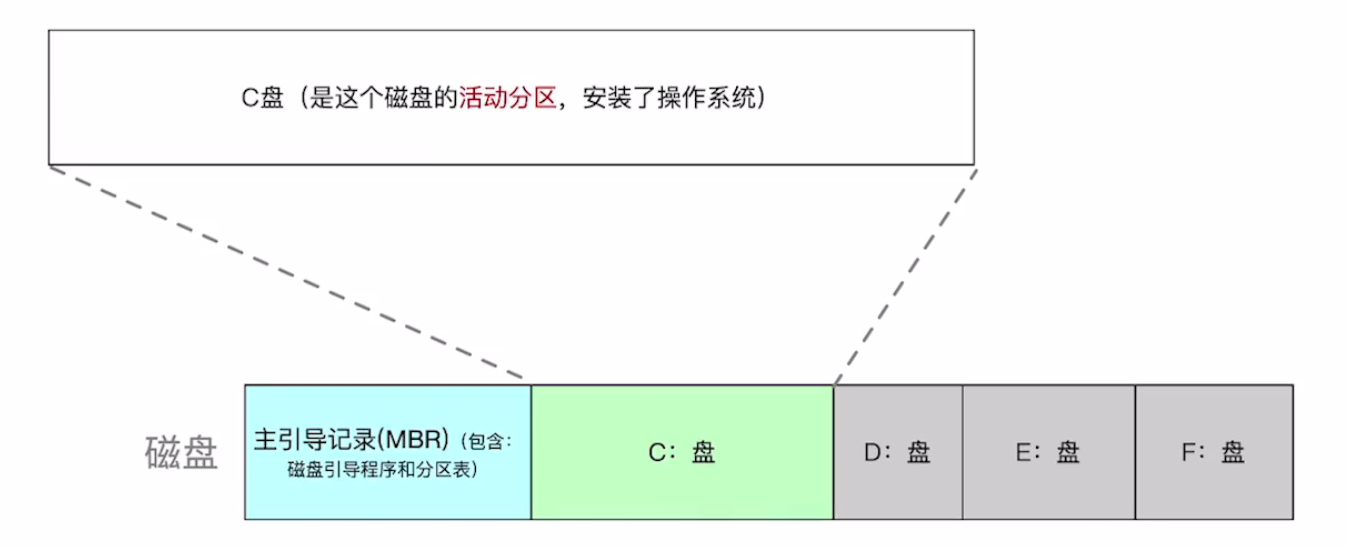 C盘（是这个磁盘的活动分区，安装了操作系统）
磁盘
主引导记录(MBR)（包含：
磁盘引导程序和分区表）
C：盘
D：盘
E：盘
F：盘